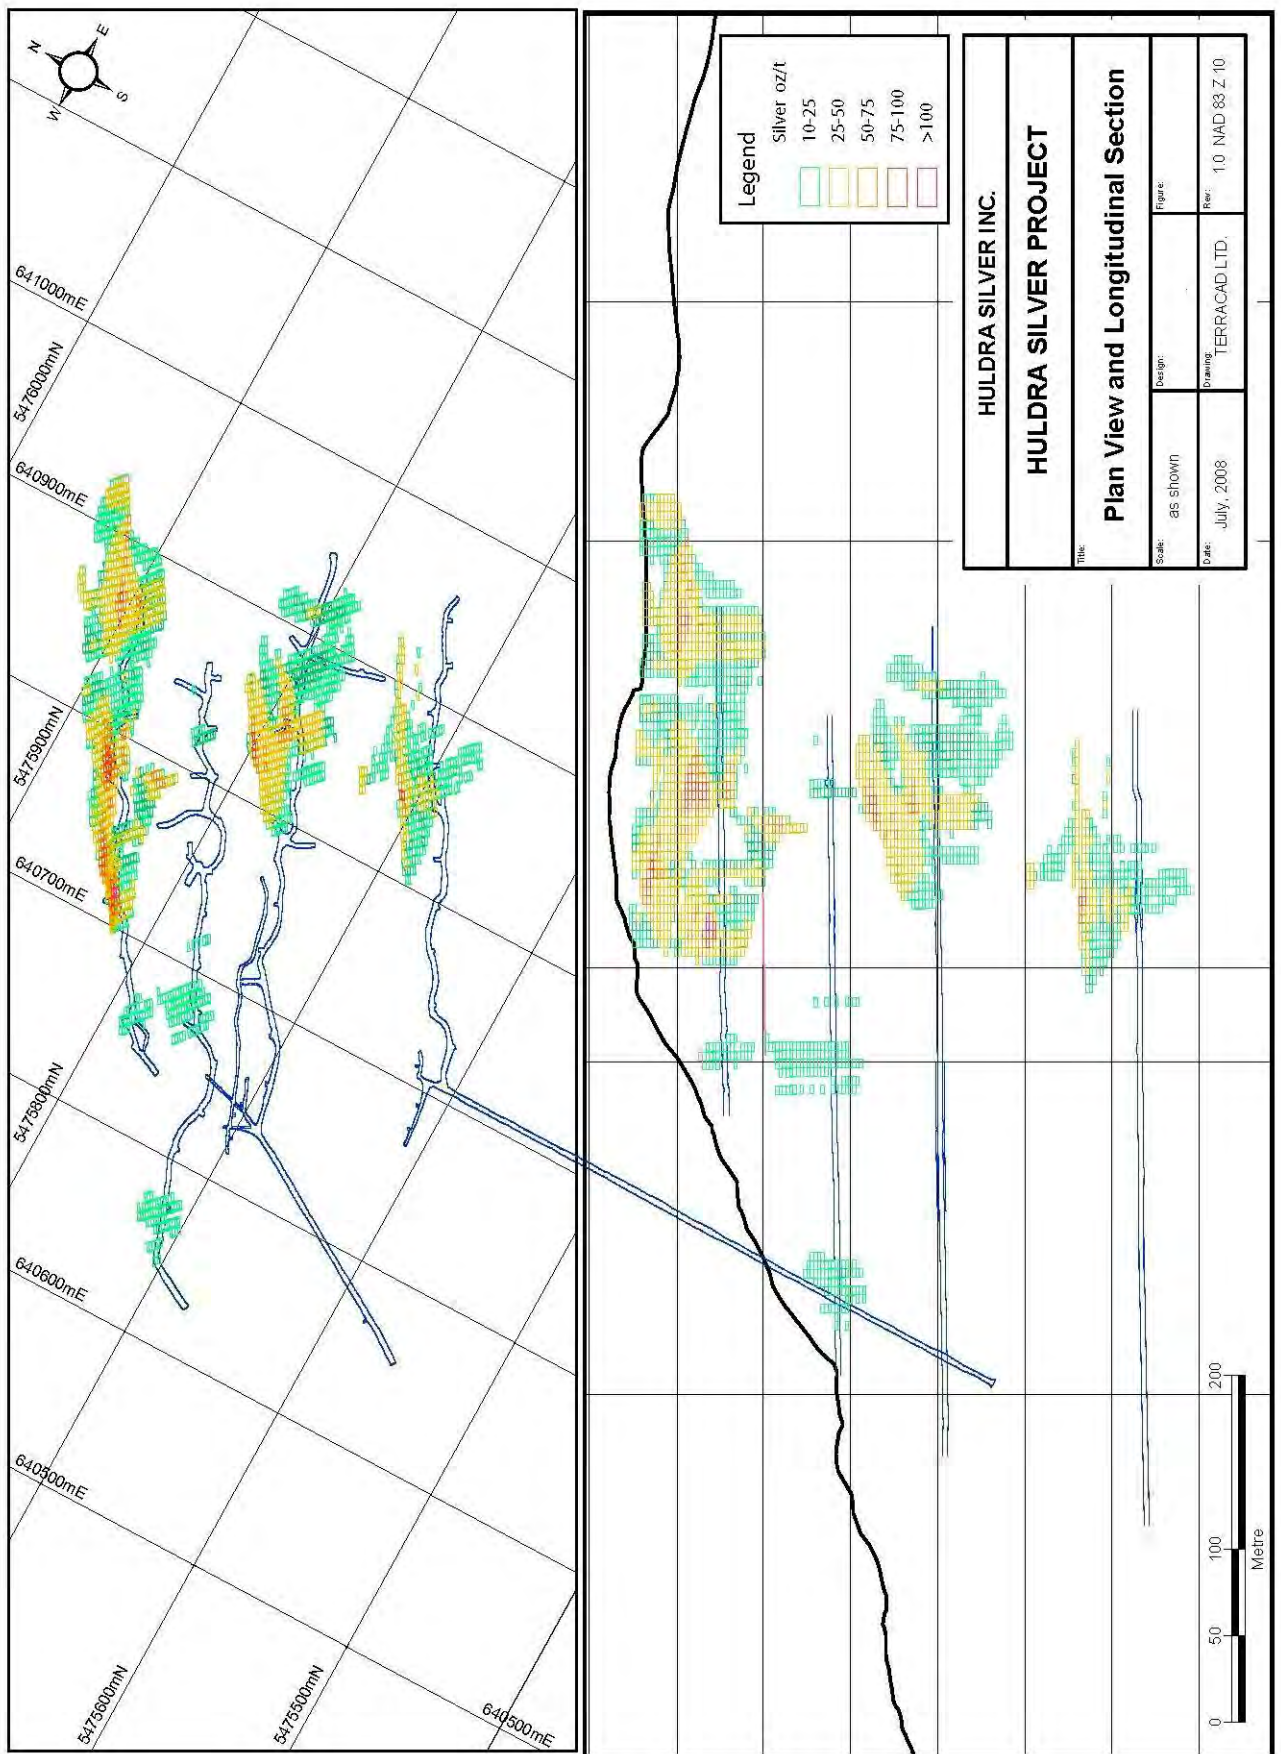 N
E
W
S
641000mE
5476000mN
640900mE
5475900mN
640700mE
5475800mN
640600mE
640500mE
5475600mN
5475500mN
640500mE
Legend
Silver oz/t
10-25
25-50
50-75
75-100
>100
HULDRA SILVER INC.
HULDRA SILVER PROJECT
Title:
Plan View and Longitudinal Section
Scale: as shown
Design:
Figure:
Date: July, 2008
Drawing: TERRACAD LTD.
Rev: 1.0 NAD 83 Z 10
0 50 100 200
Metre